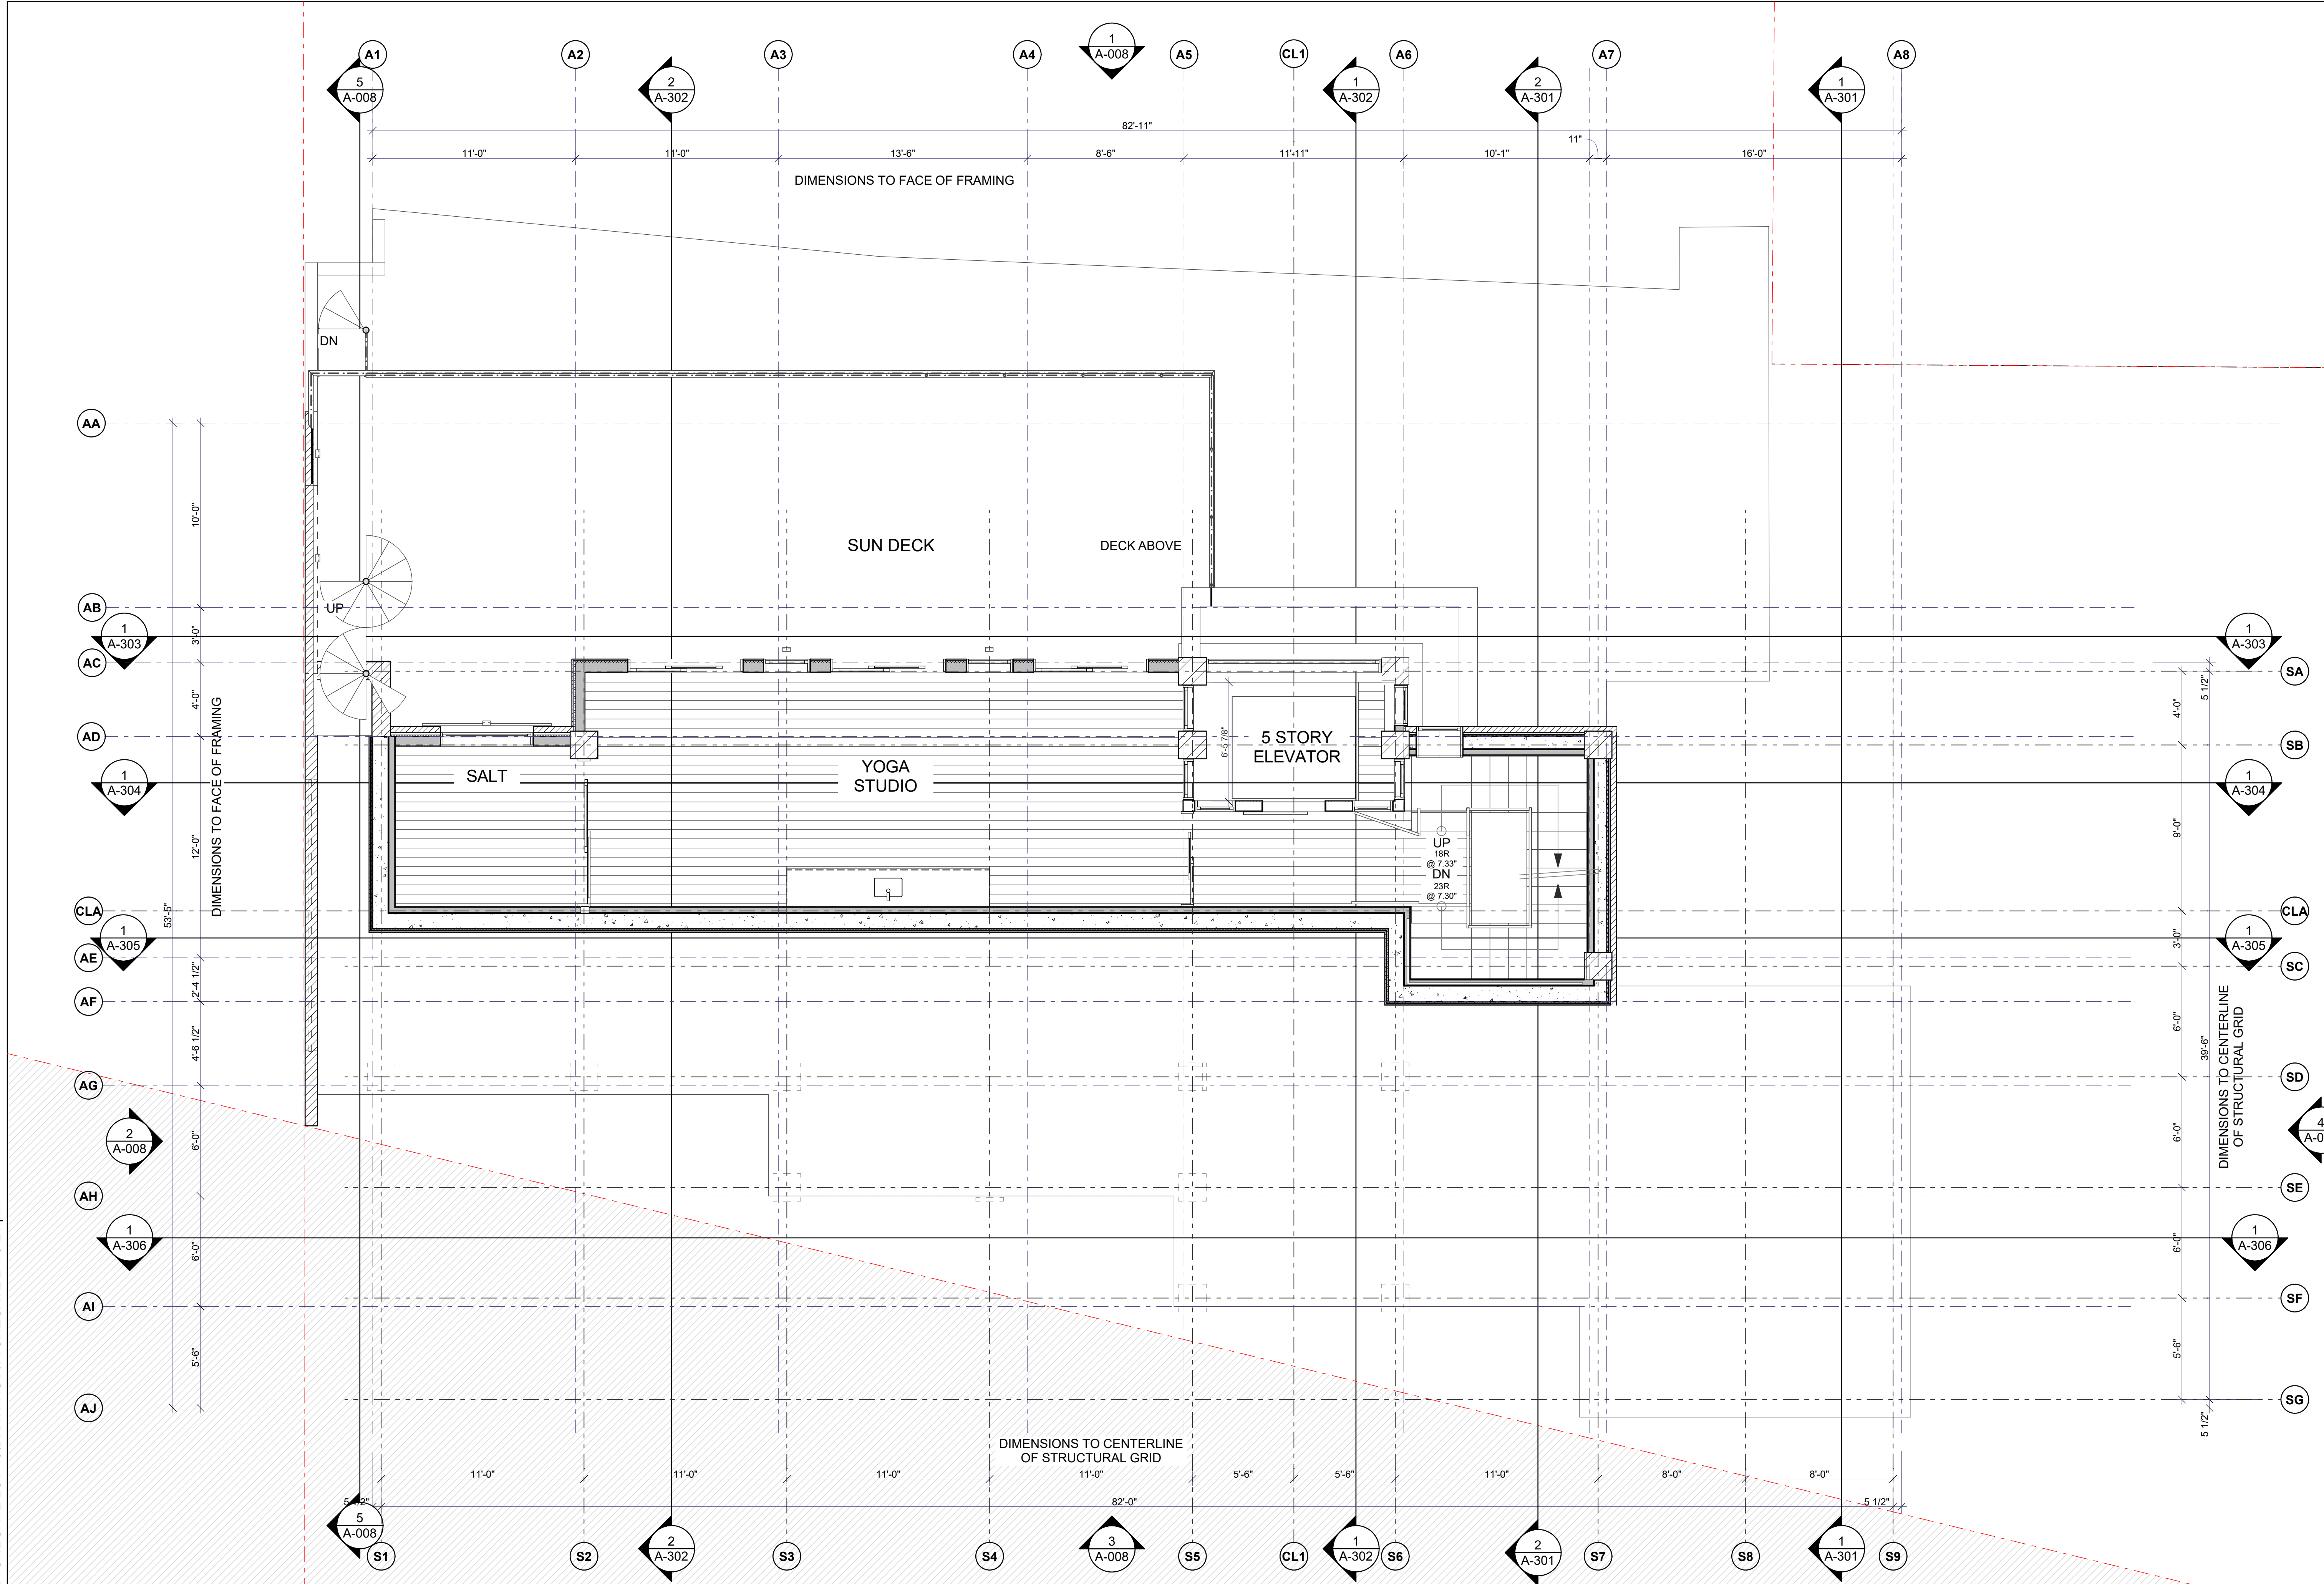 A1
A2
A3
A4
1
A-008
A5
CL1
A6
A7
A8
5
A-008
2
A-302
1
A-302
2
A-301
1
A-301
82'-11"
11'-0"
11'-0"
13'-6"
8'-6"
11'-11"
10'-1"
11"
16'-0"
DIMENSIONS TO FACE OF FRAMING
DN
AA
10'-0"
SUN DECK
DECK ABOVE
AB
UP
1
A-303
3'-0"
1
A-303
AC
SA
5 1/2"
4'-0"
4'-0"
AD
SB
DIMENSIONS TO FACE OF FRAMING
6'-5 7/8"
5 STORY
ELEVATOR
SALT
YOGA
STUDIO
1
A-304
1
A-304
12'-0"
9'-0"
UP
18R
@ 7.33"
DN
23R
@ 7.30"
CLA
53'-5"
CLA
1
A-305
3'-0"
1
A-305
AE
SC
2'-4 1/2"
AF
6'-0"
4'-6 1/2"
39'-6"
DIMENSIONS TO CENTERLINE
OF STRUCTURAL GRID
AG
SD
2
A-008
6'-0"
6'-0"
4
AH
SE
1
A-306
6'-0"
6'-0"
1
A-306
AI
SF
5'-6"
5'-6"
AJ
SG
5 1/2"
DIMENSIONS TO CENTERLINE
OF STRUCTURAL GRID
11'-0"
11'-0"
11'-0"
11'-0"
5'-6"
5'-6"
11'-0"
8'-0"
8'-0"
5 1/2"
82'-0"
5 1/2"
5
A-008
S1
S2
2
A-302
S3
S4
3
A-008
S5
CL1
1
A-302
S6
2
A-301
S7
S8
1
A-301
S9